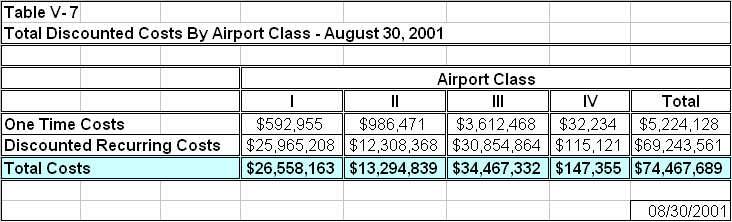 Table V- 7
Total Discounted Costs By Airport Class - August 30, 2001
Airport Class
I II III IV Total
One Time Costs $592,955 $986,471 $3,612,468 $32,234 $5,224,128
Discounted Recurring Costs $25,965,208 $12,308,368 $30,854,864 $115,121 $69,243,561
Total Costs $26,558,163 $13,294,839 $34,467,332 $147,355 $74,467,689
08/30/2001